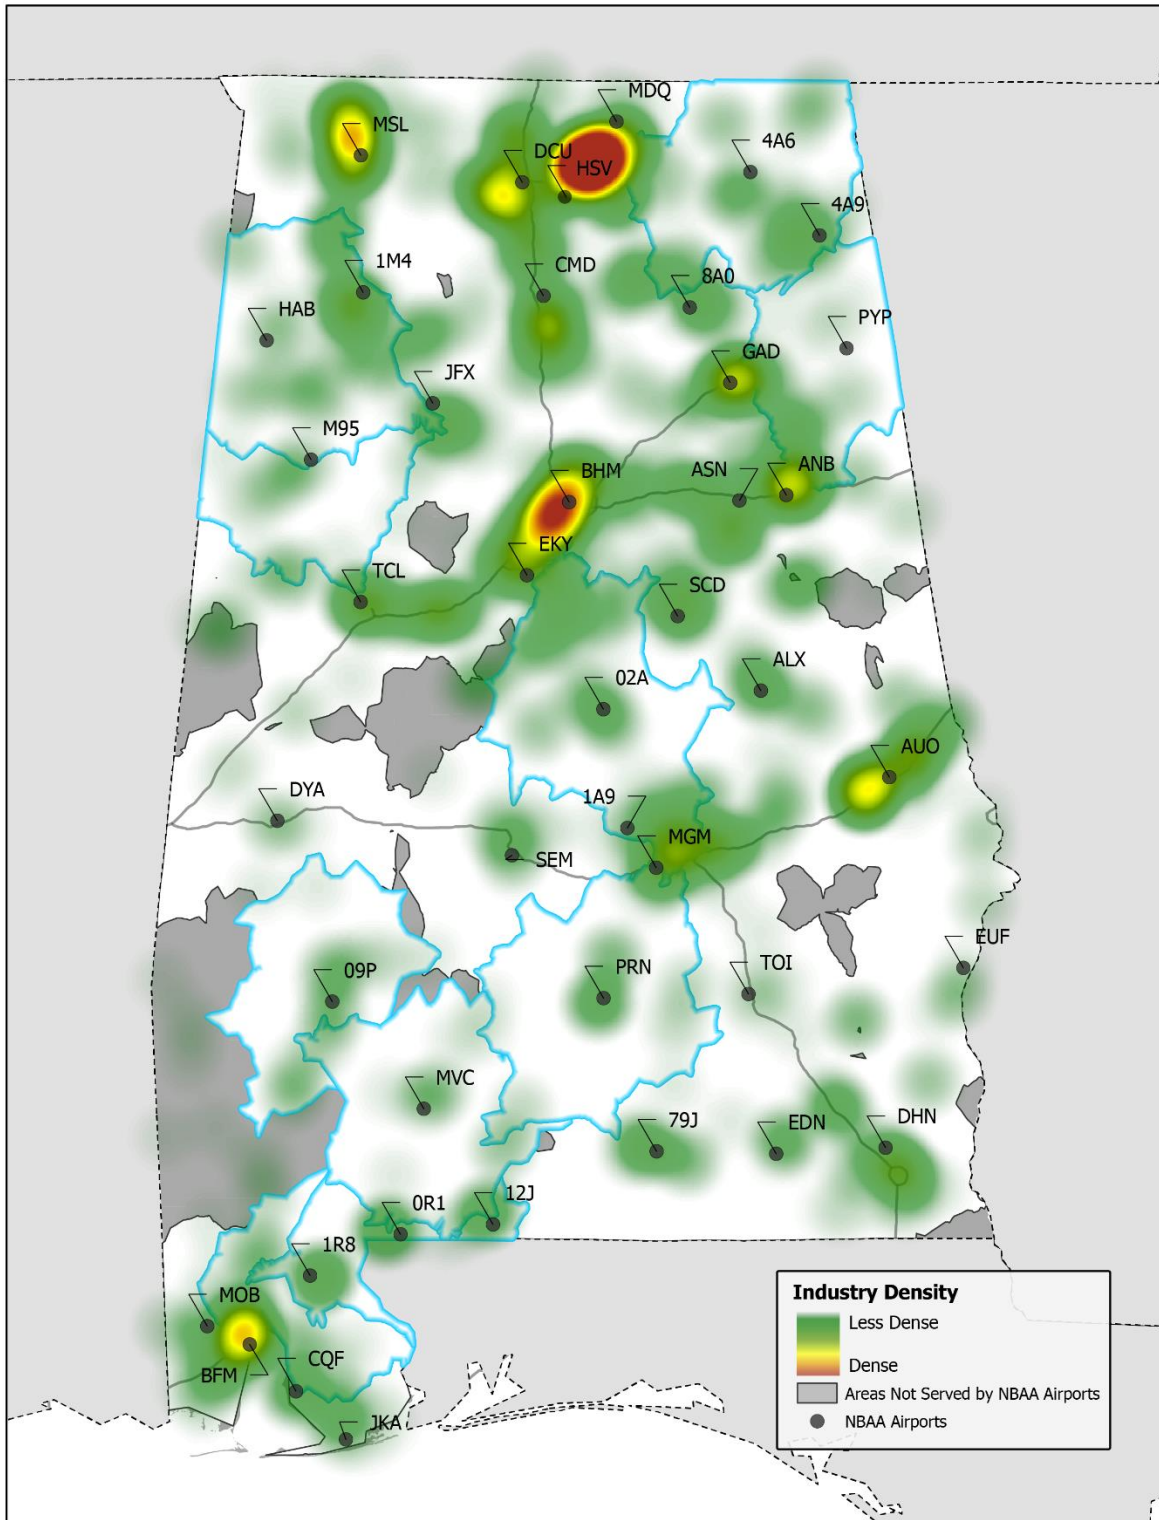 MDQ
MSL
4A6
DCU
HSV
4A9
1M4
CMD
8A0
HAB
PYP
GAD
JFX
M95
BHM
ASN
ANB
EKY
TCL
SCD
ALX
02A
AUO
DYA
1A9
MGM
SEM
EUF
09P
PRN
TOI
MVC
79J
EDN
DHN
0R1
12J
1R8
MOB
BFM
CQF
JKA
Industry Density
Less Dense
Dense
Areas Not Served by NBAA Airports
NBAA Airports